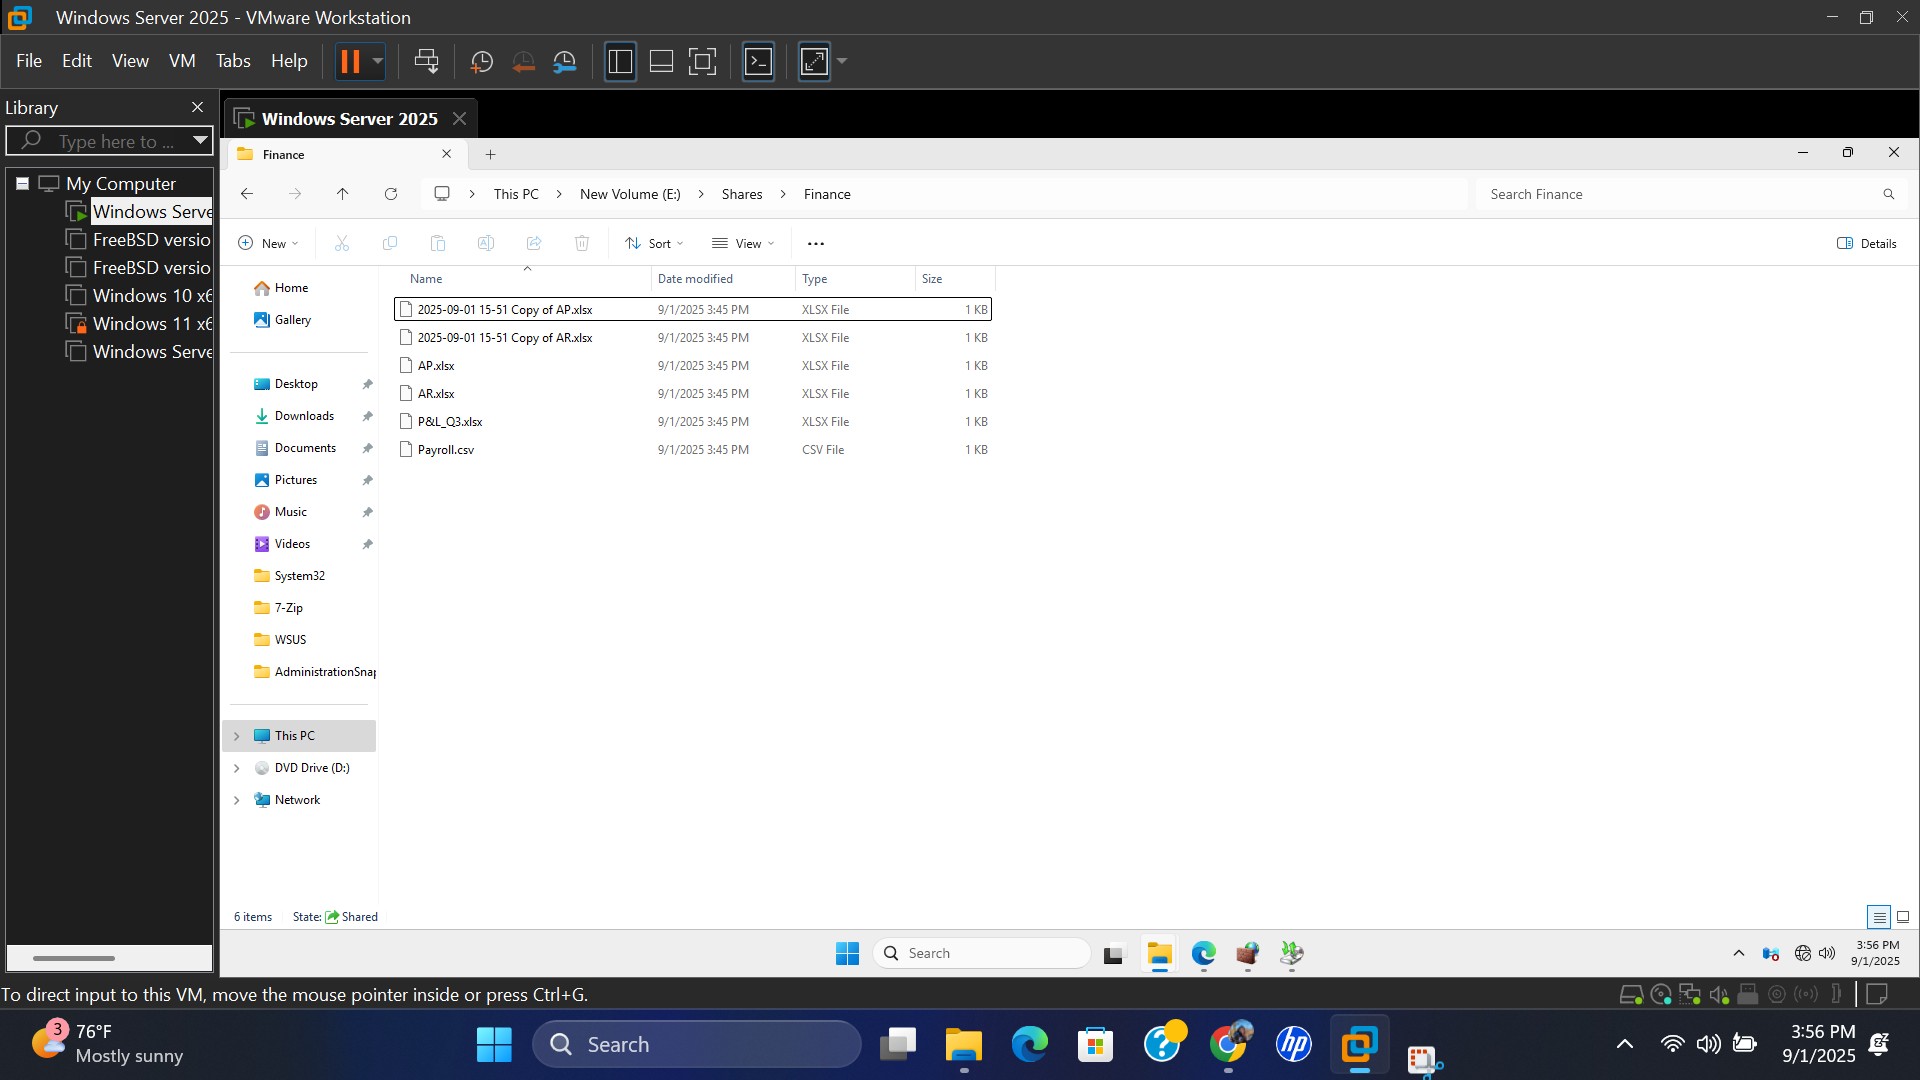 Windows Server 2025 - VMware Workstation
File Edit View VM Tabs Help
Library
Type here to ...
My Computer
Windows Serve
FreeBSD versio
FreeBSD versio
Windows 10 x6
Windows 11 x6
Windows Serve
Windows Server 2025
Finance
This PC > New Volume (E:) > Shares > Finance
Search Finance
New Sort View Details
Home
Gallery
Desktop
Downloads
Documents
Pictures
Music
Videos
System32
7-Zip
WSUS
AdministrationSnap
This PC
DVD Drive (D:)
Network
Name Date modified Type Size
2025-09-01 15-51 Copy of AP.xlsx 9/1/2025 3:45 PM XLSX File 1 KB
2025-09-01 15-51 Copy of AR.xlsx 9/1/2025 3:45 PM XLSX File 1 KB
AP.xlsx 9/1/2025 3:45 PM XLSX File 1 KB
AR.xlsx 9/1/2025 3:45 PM XLSX File 1 KB
P&L_Q3.xlsx 9/1/2025 3:45 PM XLSX File 1 KB
Payroll.csv 9/1/2025 3:45 PM CSV File 1 KB
6 items State: Shared
Search
3:56 PM
9/1/2025
To direct input to this VM, move the mouse pointer inside or press Ctrl+G.
3
76°F
Mostly sunny
Search
hp
3:56 PM
9/1/2025